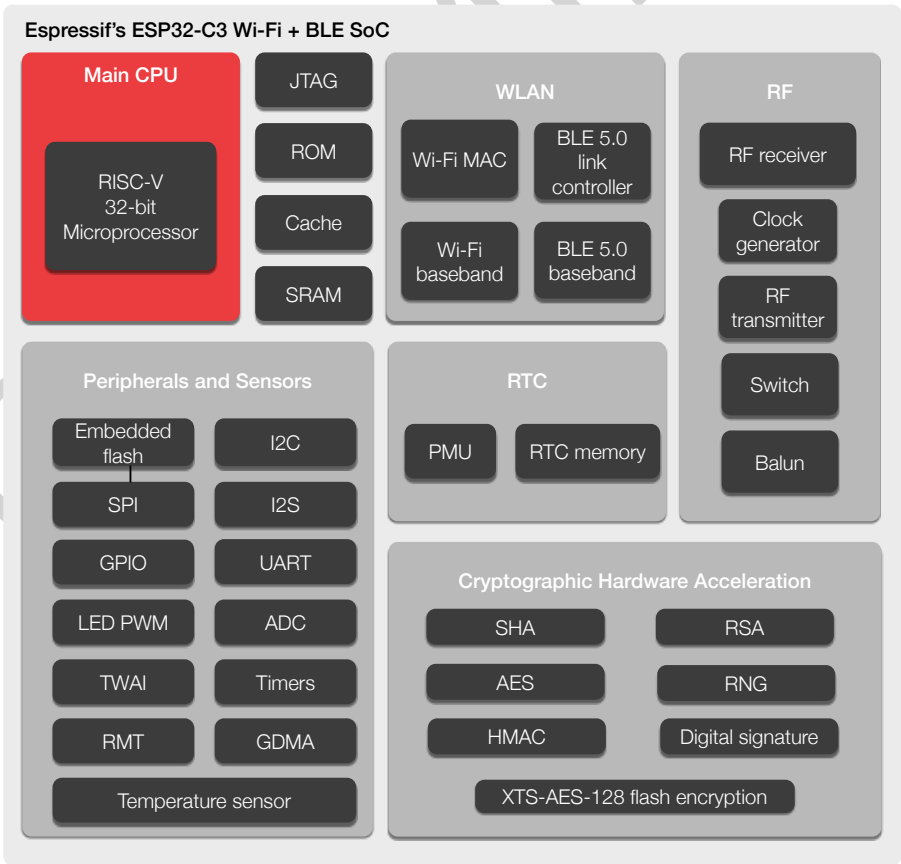 Espressif's ESP32-C3 Wi-Fi + BLE SoC
Main CPU
RISC-V
32-bit
Microprocessor
JTAG
ROM
Cache
SRAM
WLAN
Wi-Fi MAC
BLE 5.0
link
controller
Wi-Fi
baseband
BLE 5.0
baseband
RF
RF receiver
Clock
generator
RF
transmitter
Switch
Balun
Peripherals and Sensors
Embedded
flash
I2C
SPI
I2S
GPIO
UART
LED PWM
ADC
TWAI
Timers
RMT
GDMA
Temperature sensor
RTC
PMU
RTC memory
Cryptographic Hardware Acceleration
SHA
RSA
AES
RNG
HMAC
Digital signature
XTS-AES-128 flash encryption